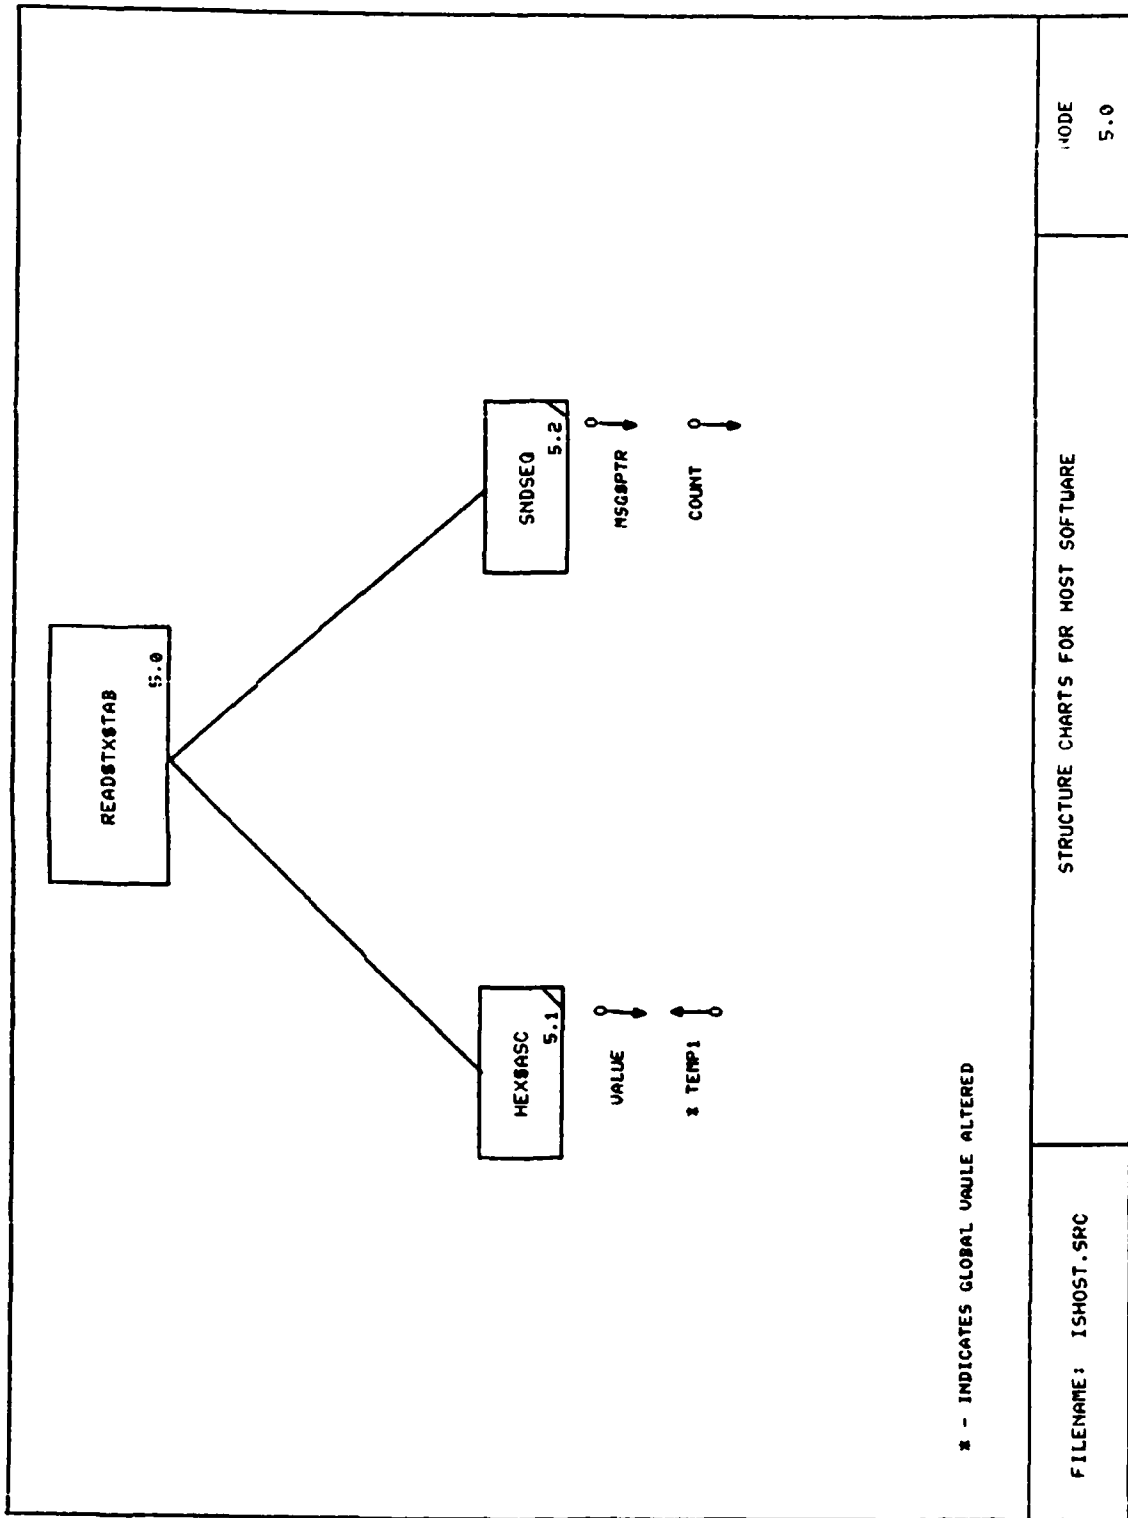 READ$TX$TAB
5.0
HEX$ASC
5.1
VALUE
* TEMP1
SNDSEQ
5.2
MSG$PTR
COUNT
* - INDICATES GLOBAL VAULE ALTERED
FILENAME: ISHOST.SRC
STRUCTURE CHARTS FOR HOST SOFTWARE
NODE
5.0